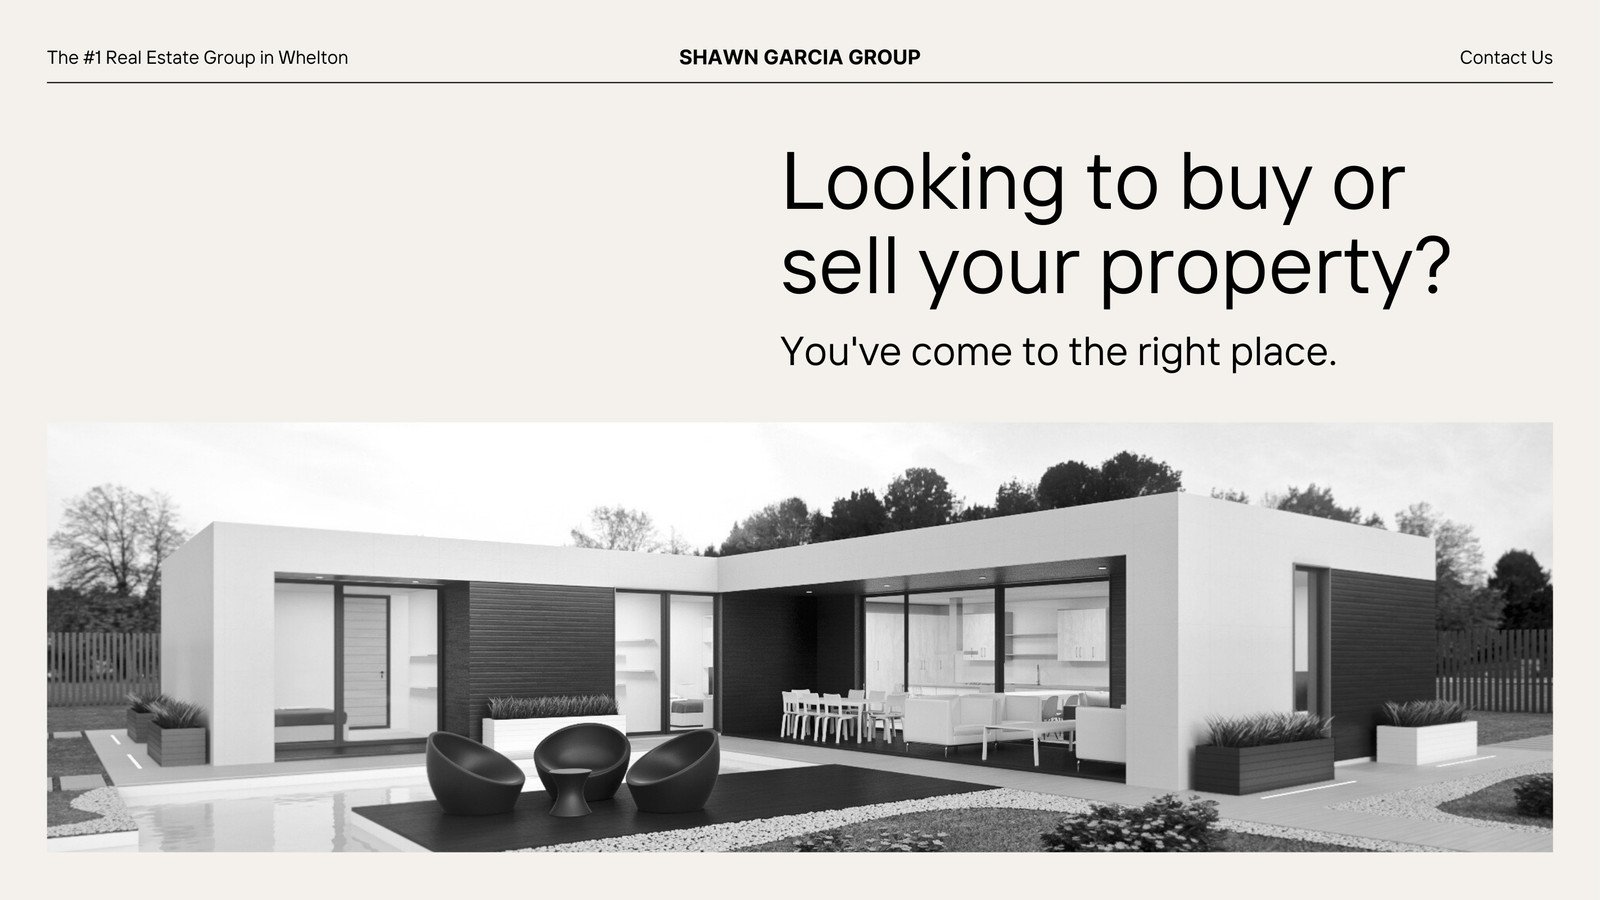 The #1 Real Estate Group in Whelton
SHAWN GARCIA GROUP
Contact Us
Looking to buy or
sell your property?
You've come to the right place.